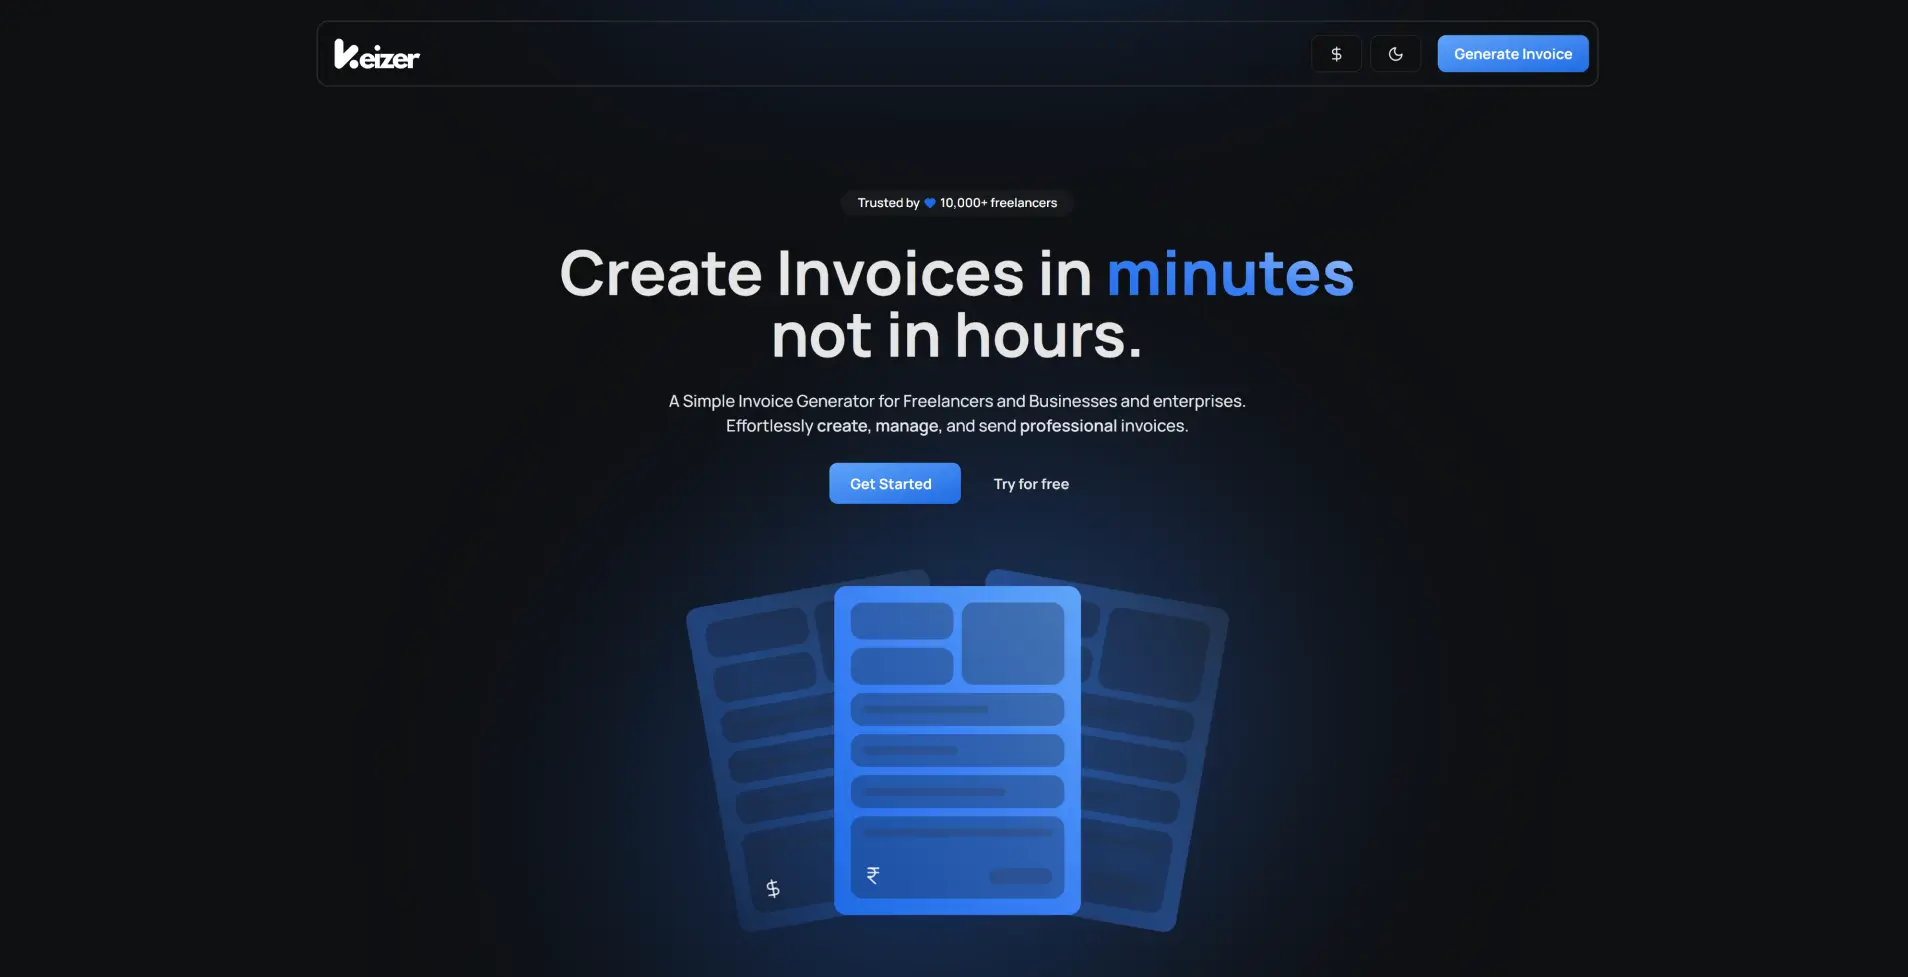 Keizer
$
Generate Invoice
Trusted by 💙 10,000+ freelancers
Create Invoices in minutes
not in hours.
A Simple Invoice Generator for Freelancers and Businesses and enterprises.
Effortlessly create, manage, and send professional invoices.
Get Started
Try for free
₹
$